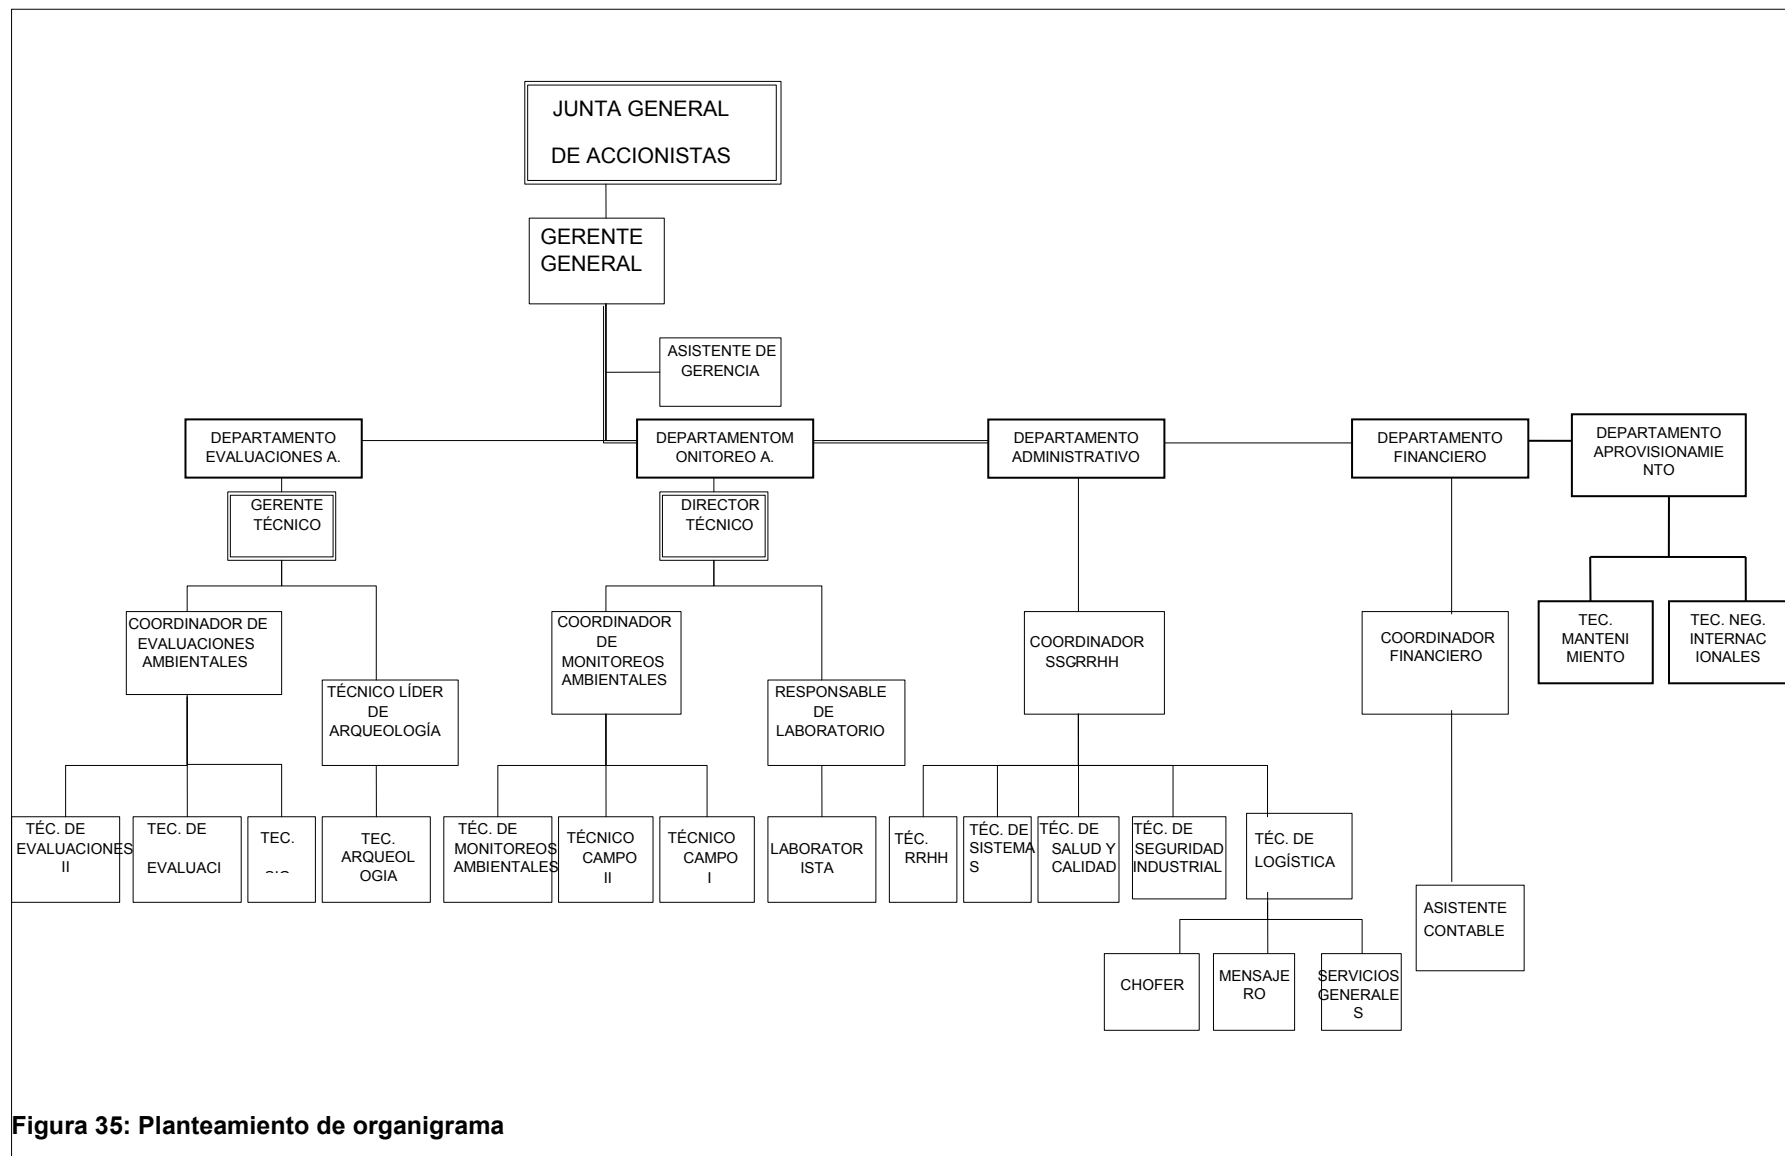 JUNTA GENERAL
DE ACCIONISTAS
GERENTE
GENERAL
ASISTENTE DE
GERENCIA
DEPARTAMENTO
EVALUACIONES A.
DEPARTAMENTOM
ONITOREO A.
DEPARTAMENTO
ADMINISTRATIVO
DEPARTAMENTO
FINANCIERO
DEPARTAMENTO
APROVISIONAMIE
NTO
GERENTE
TÉCNICO
DIRECTOR
TÉCNICO
COORDINADOR DE
EVALUACIONES
AMBIENTALES
TÉCNICO LÍDER
DE
ARQUEOLOGÍA
COORDINADOR
DE
MONITOREOS
AMBIENTALES
RESPONSABLE
DE
LABORATORIO
COORDINADOR
COORDINADOR
FINANCIERO
TEC.
MANTENI
MIENTO
TEC. NEG.
INTERNAC
IONALES
TÉC. DE
EVALUACIONES
II
TEC. DE
EVALUACI
TEC.
TEC.
ARQUEOL
OGIA
TÉC. DE
MONITOREOS
AMBIENTALES
TÉCNICO
CAMPO
II
TÉCNICO
CAMPO
I
LABORATOR
ISTA
TÉC.
RRHH
TÉC. DE
SISTEMA
S
TÉC. DE
SALUD Y
CALIDAD
TÉC. DE
SEGURIDAD
INDUSTRIAL
TÉC. DE
LOGÍSTICA
ASISTENTE
CONTABLE
CHOFER
MENSAJE
RO
SERVICIOS
GENERALE
S
Figura 35: Planteamiento de organigrama